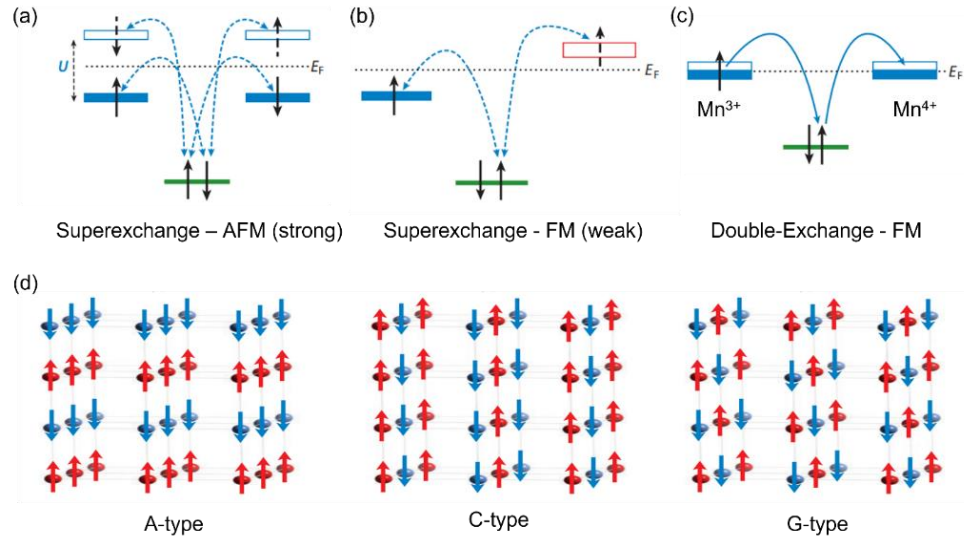 (a)
(b)
(c)
U
E_F
E_F
E_F
Mn³⁺
Mn⁴⁺
Superexchange – AFM (strong)
Superexchange - FM (weak)
Double-Exchange - FM
(d)
A-type
C-type
G-type